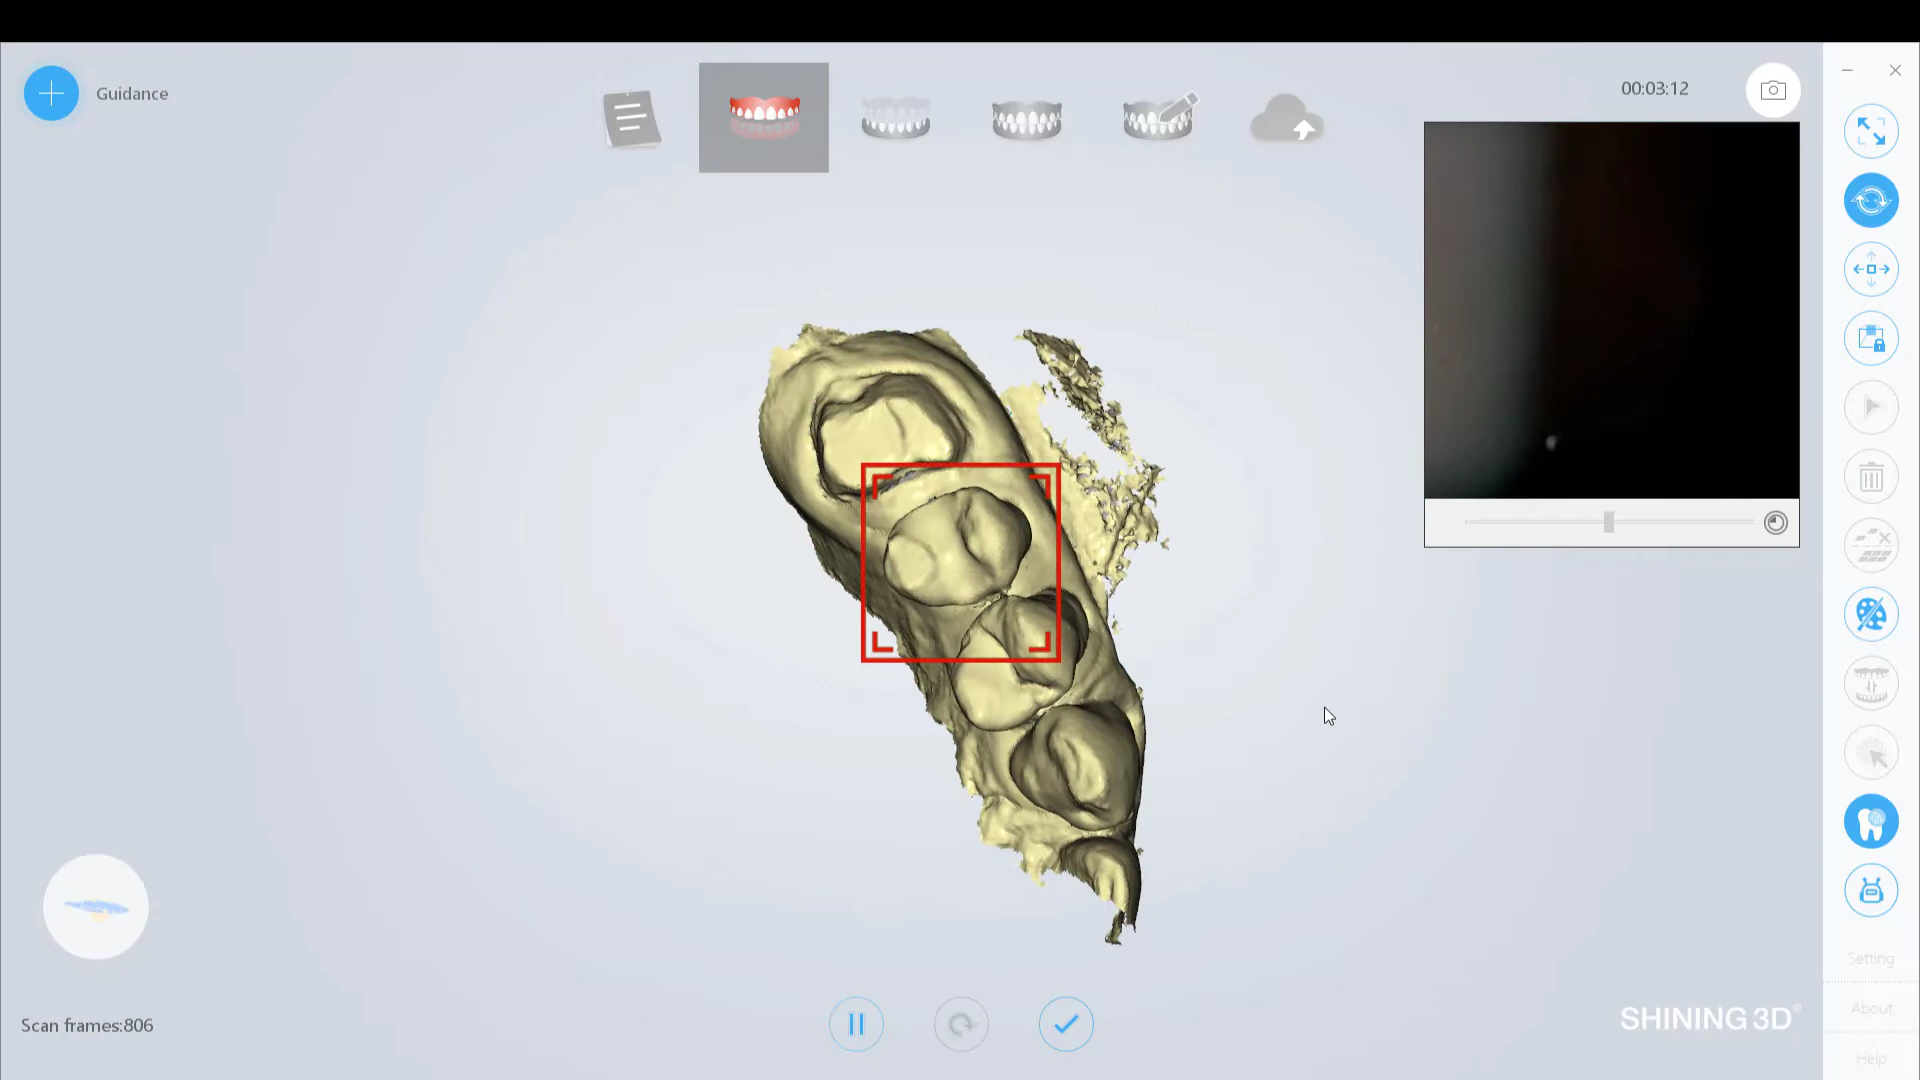 Guidance
00:03:12
Setting
Scan frames:806
SHINING 3D®
About
Help